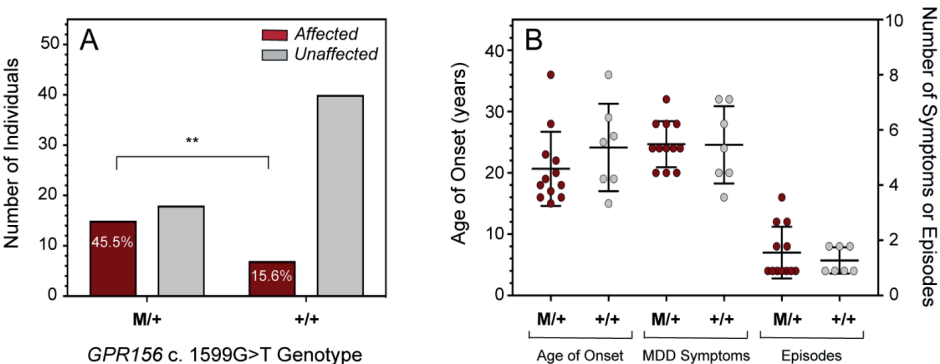 A
Affected
Unaffected
Number of Individuals
50
40
30
20
10
0
**
45.5%
15.6%
M/+
+/+
GPR156 c. 1599G>T Genotype
B
Age of Onset (years)
40
30
20
10
0
Number of Symptoms or Episodes
10
8
6
4
2
0
M/+ +/+ M/+ +/+ M/+ +/+
Age of Onset MDD Symptoms Episodes